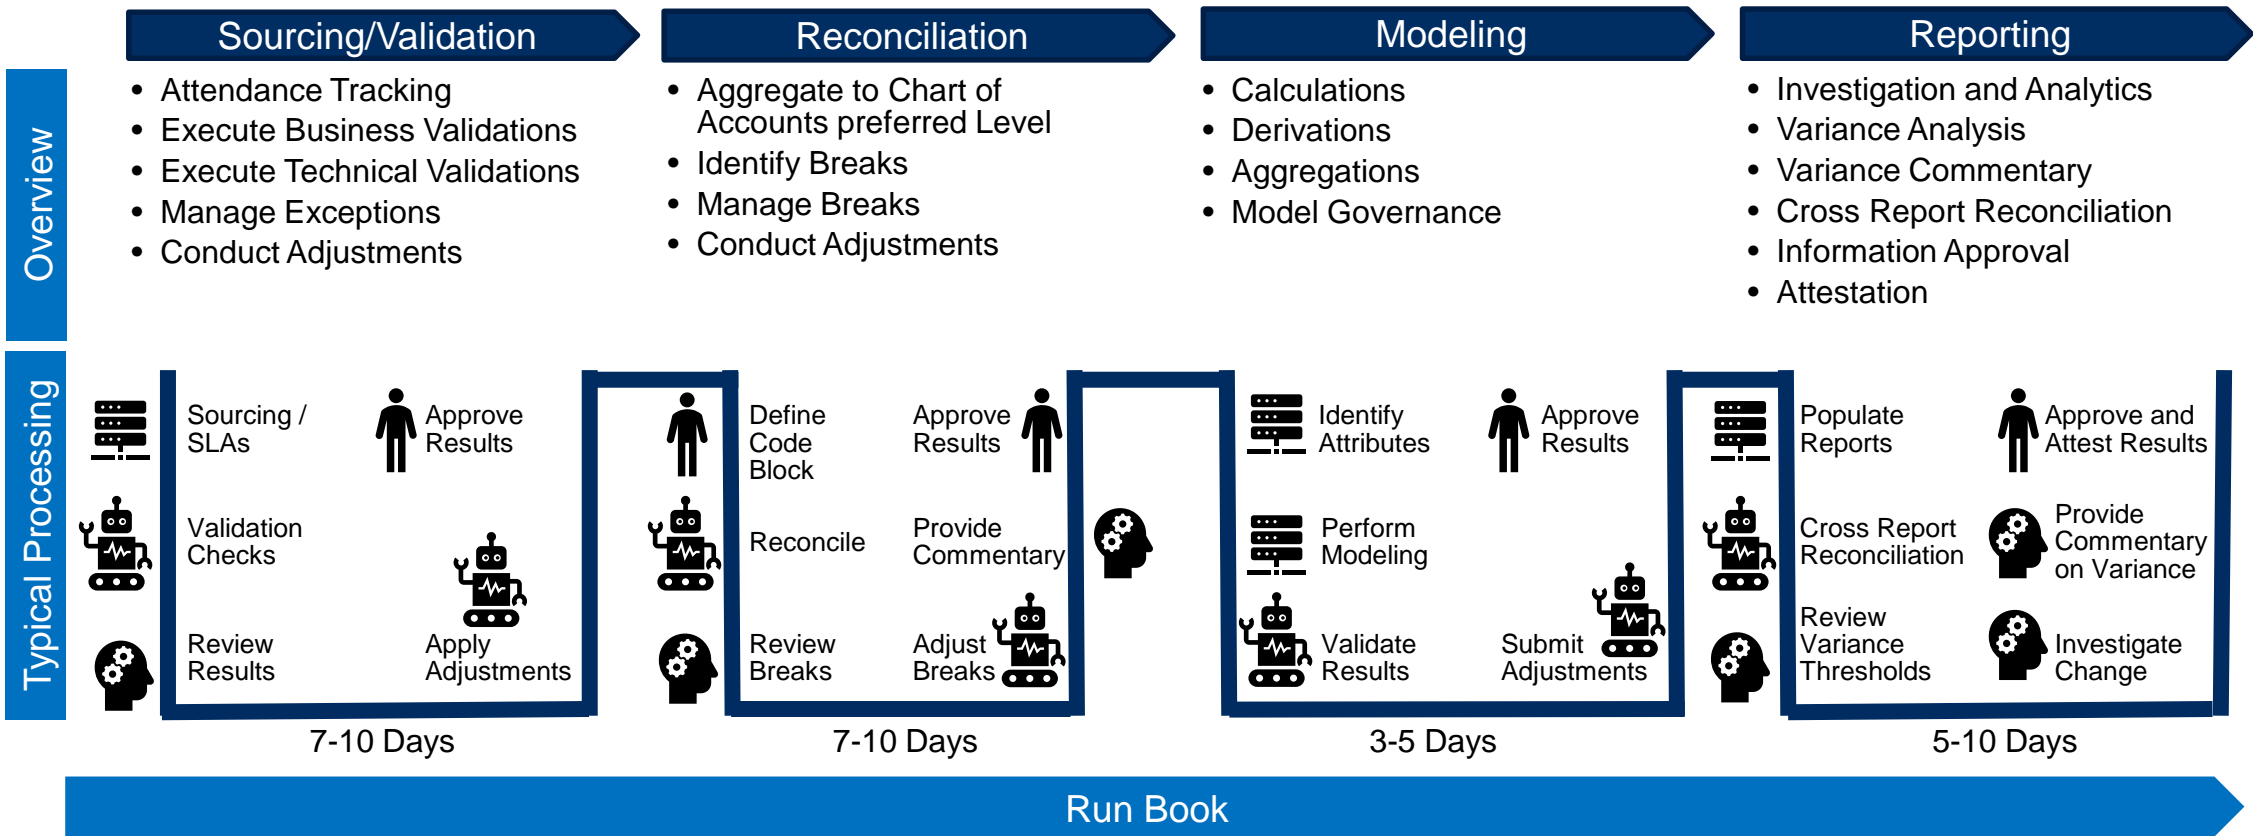 Sourcing/Validation
Reconciliation
Modeling
Reporting
Overview
• Attendance Tracking
• Execute Business Validations
• Execute Technical Validations
• Manage Exceptions
• Conduct Adjustments
• Aggregate to Chart of
Accounts preferred Level
• Identify Breaks
• Manage Breaks
• Conduct Adjustments
• Calculations
• Derivations
• Aggregations
• Model Governance
• Investigation and Analytics
• Variance Analysis
• Variance Commentary
• Cross Report Reconciliation
• Information Approval
• Attestation
Typical Processing
Sourcing /
SLAs
Validation
Checks
Review
Results
Approve
Results
Apply
Adjustments
7-10 Days
Define
Code
Block
Reconcile
Review
Breaks
Approve
Results
Provide
Commentary
Adjust
Breaks
7-10 Days
Identify
Attributes
Perform
Modeling
Validate
Results
Approve
Results
Submit
Adjustments
3-5 Days
Populate
Reports
Cross Report
Reconciliation
Review
Variance
Thresholds
Approve and
Attest Results
Provide
Commentary
on Variance
Investigate
Change
5-10 Days
Run Book